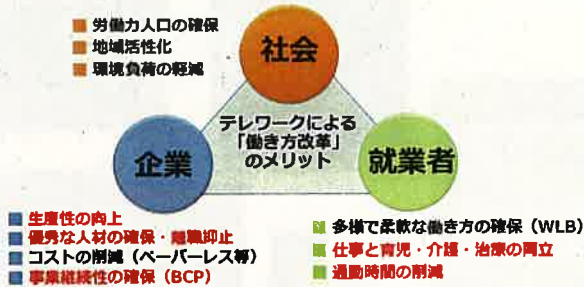 労働力人口の確保
地域活性化
環境負荷の軽減
社会
テレワークによる
「働き方改革」
のメリット
企業
就業者
生産性の向上
優秀な人材の確保・離職抑止
コストの削減（ペーパーレス等）
事業継続性の確保（BCP）
多様で柔軟な働き方の確保（WLB）
仕事と育児・介護・治療の両立
通勤時間の削減